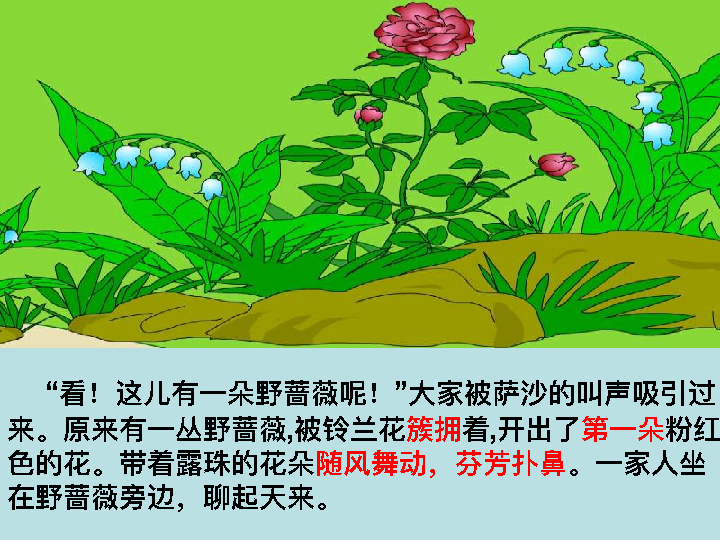 “看！这儿有一朵野蔷薇呢！”大家被萨沙的叫声吸引过
来。原来有一丛野蔷薇,被铃兰花簇拥着,开出了第一朵粉红
色的花。带着露珠的花朵随风舞动，芬芳扑鼻。一家人坐
在野蔷薇旁边，聊起天来。